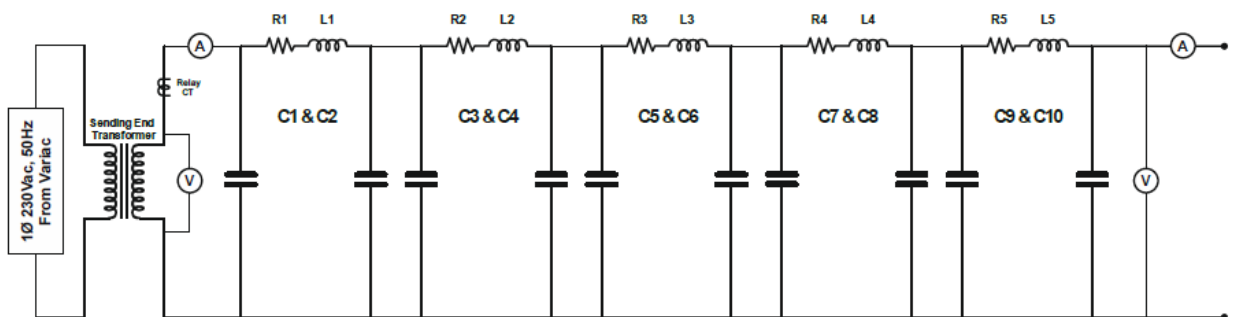 R1 L1 R2 L2 R3 L3 R4 L4 R5 L5
A
A
Relay
CT
C1 & C2
C3 & C4
C5 & C6
C7 & C8
C9 & C10
Sending End
Transformer
1Ø 230Vac, 50Hz
From Variac
V
V